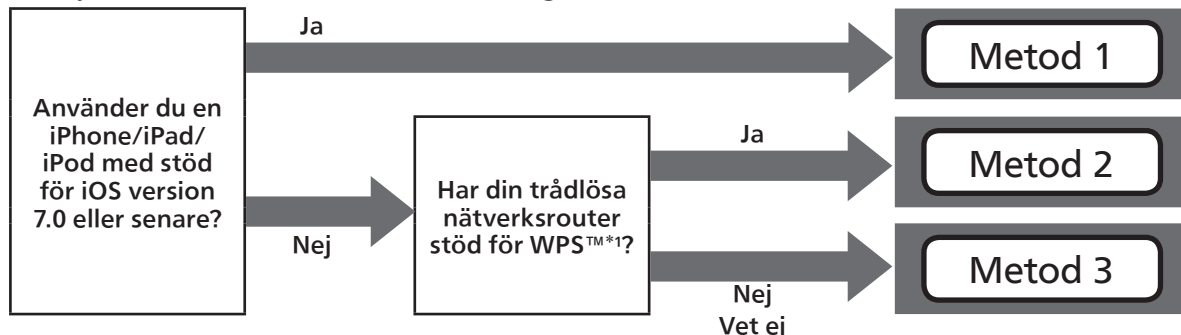 Ja
Metod 1
Använder du en
iPhone/iPad/
iPod med stöd
för iOS version
7.0 eller senare?
Nej
Har din trådlösa
nätverksrouter
stöd för WPS™*1?
Ja
Metod 2
Nej
Vet ej
Metod 3